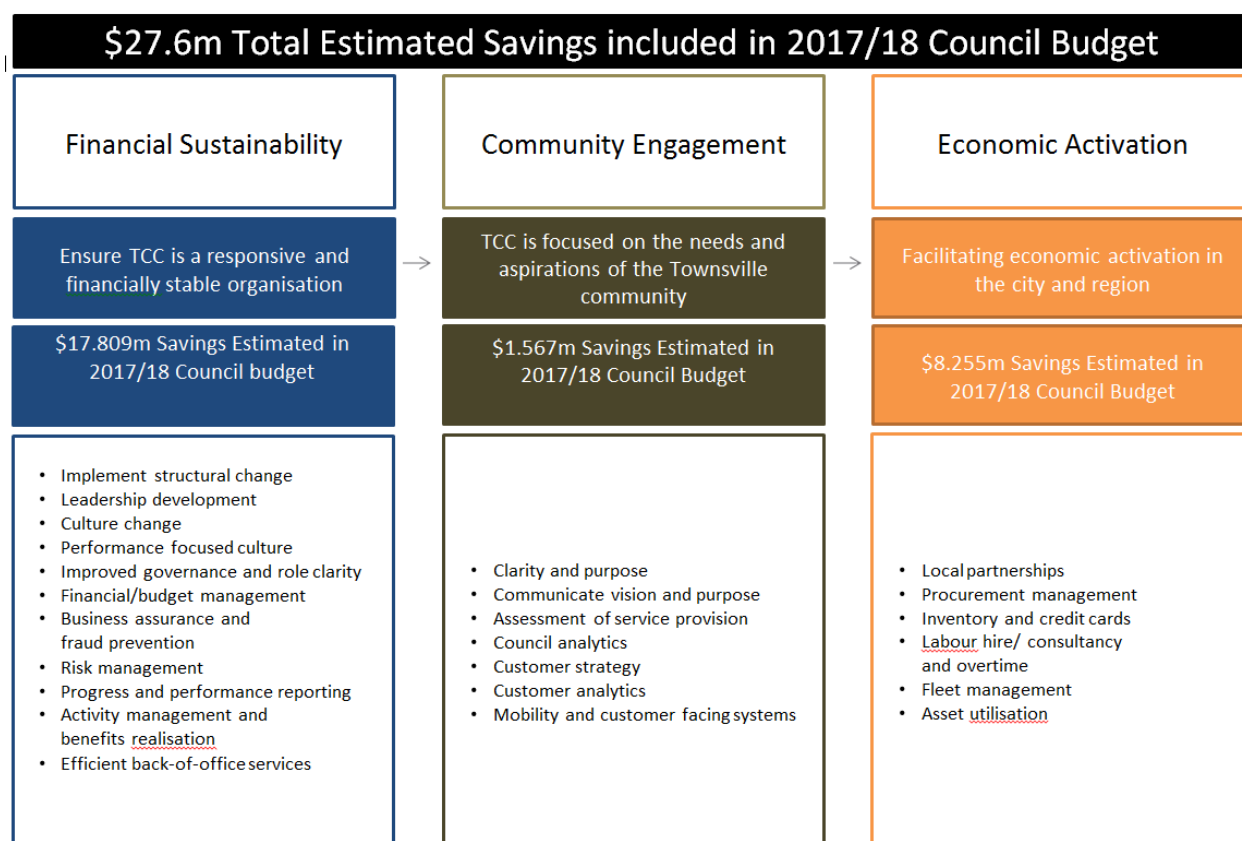 $27.6m Total Estimated Savings included in 2017/18 Council Budget
Financial Sustainability
Ensure TCC is a responsive and
financially stable organisation
$17.809m Savings Estimated in
2017/18 Council budget
• Implement structural change
• Leadership development
• Culture change
• Performance focused culture
• Improved governance and role clarity
• Financial/budget management
• Business assurance and
fraud prevention
• Risk management
• Progress and performance reporting
• Activity management and
benefits realisation
• Efficient back-of-office services
Community Engagement
TCC is focused on the needs and
aspirations of the Townsville
community
$1.567m Savings Estimated in
2017/18 Council Budget
• Clarity and purpose
• Communicate vision and purpose
• Assessment of service provision
• Council analytics
• Customer strategy
• Customer analytics
• Mobility and customer facing systems
Economic Activation
Facilitating economic activation in
the city and region
$8.255m Savings Estimated in
2017/18 Council Budget
• Local partnerships
• Procurement management
• Inventory and credit cards
• Labour hire/ consultancy
and overtime
• Fleet management
• Asset utilisation